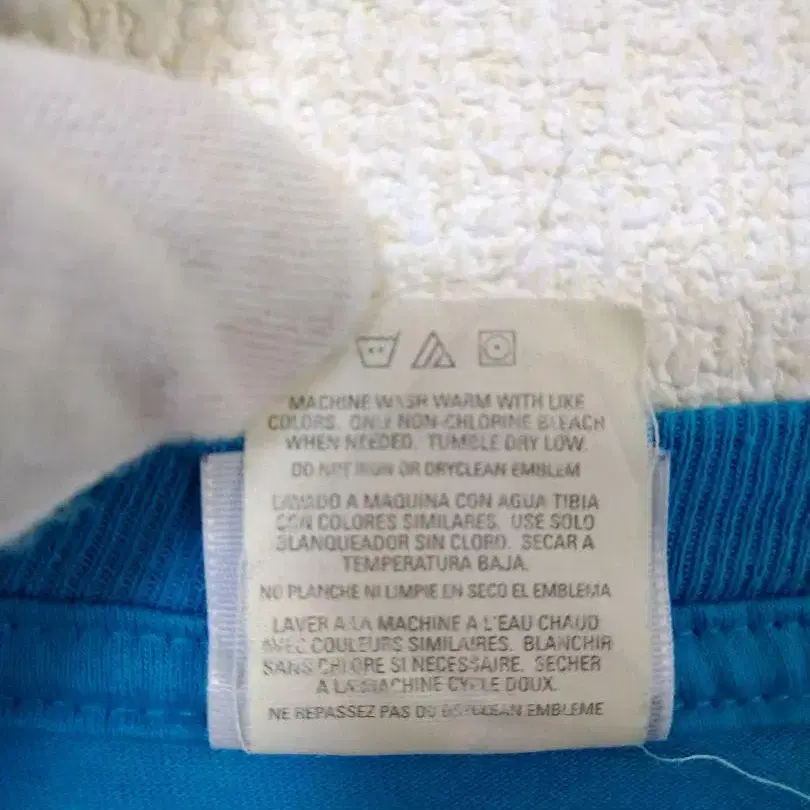 MACHINE WASH WARM WITH LIKE
COLORS. ONLY NON-CHLORINE BLEACH
WHEN NEEDED. TUMBLE DRY LOW.
DO NOT IRON OR DRYCLEAN EMBLEM
LAVADO A MAQUINA CON AGUA TIBIA
CON COLORES SIMILARES. USE SOLO
BLANQUEADOR SIN CLORO. SECAR A
TEMPERATURA BAJA.
NO PLANCHE NI LIMPIE EN SECO EL EMBLEMA
LAVER A LA MACHINE A L'EAU CHAUD
AVEC COULEURS SIMILAIRES. BLANCHIR
SANS CHLORE SI NECESSAIRE. SECHER
A LA MACHINE CYCLE DOUX.
NE REPASSEZ PAS OU DRYCLEAN EMBLEME